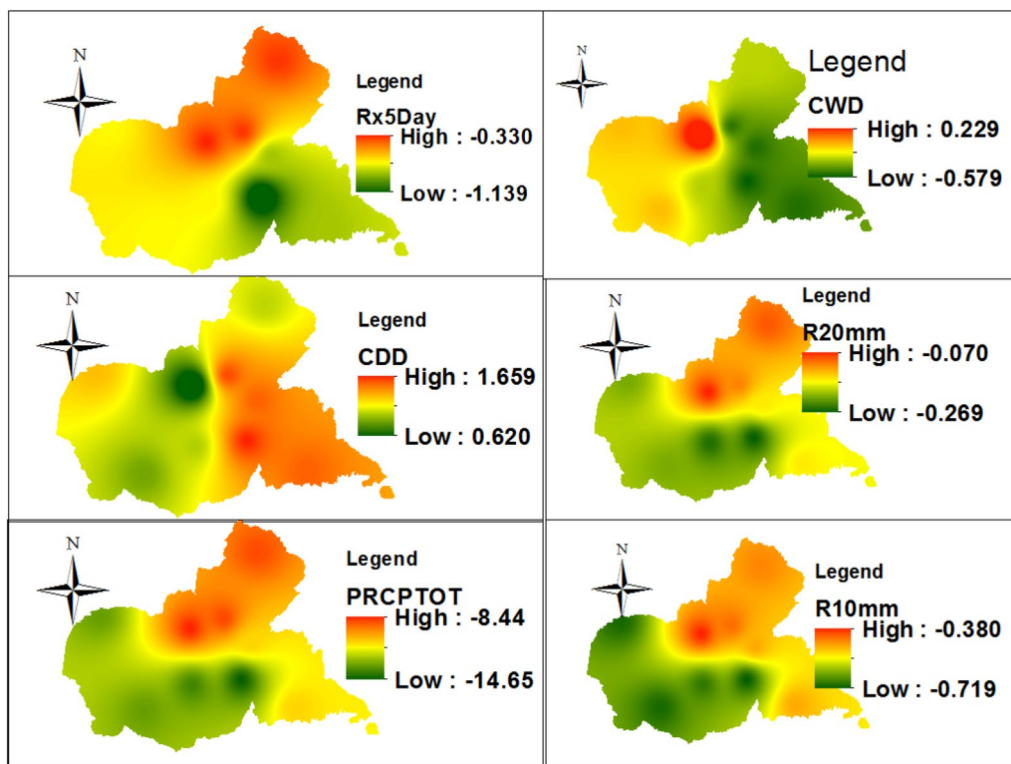 N
Legend
Rx5Day
High : -0.330
Low : -1.139
N
Legend
CWD
High : 0.229
Low : -0.579
N
Legend
CDD
High : 1.659
Low : 0.620
N
Legend
R20mm
High : -0.070
Low : -0.269
N
Legend
PRCPTOT
High : -8.44
Low : -14.65
N
Legend
R10mm
High : -0.380
Low : -0.719